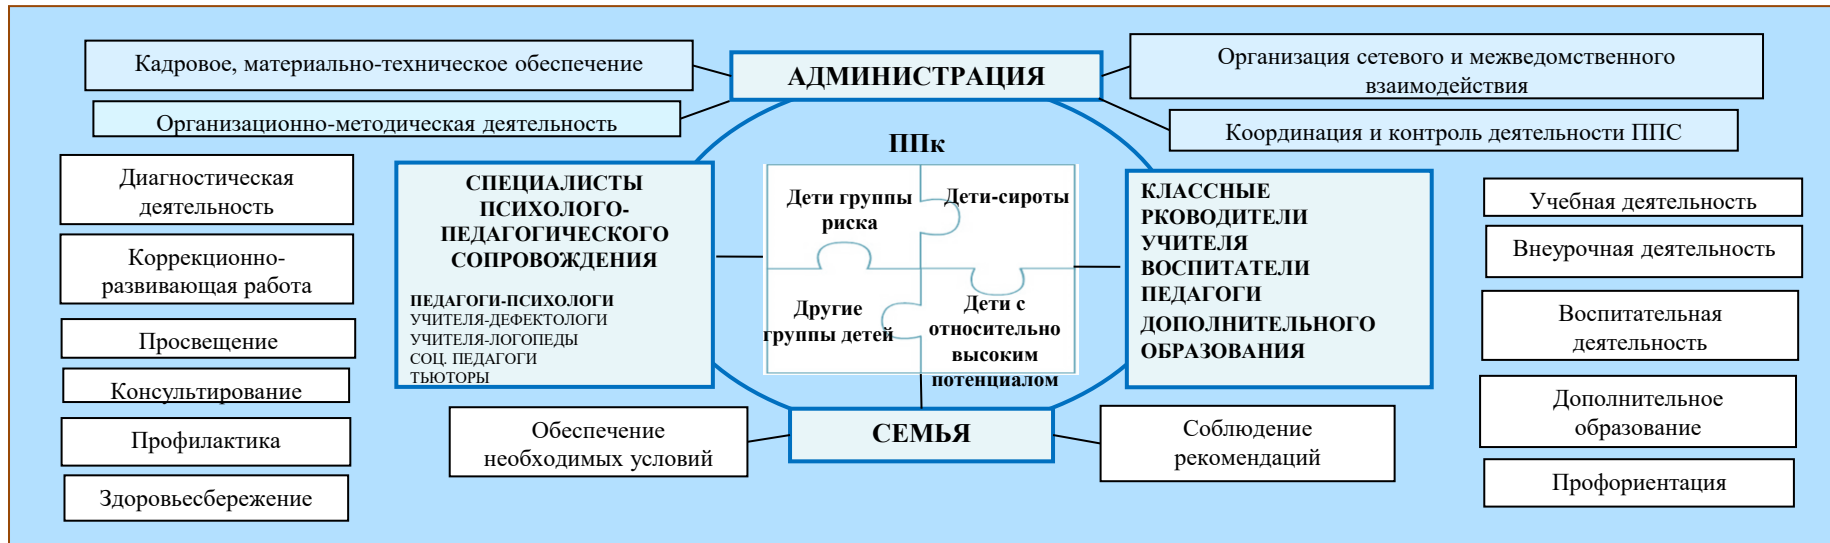 Кадровое, материально-техническое обеспечение
Организационно-методическая деятельность
АДМИНИСТРАЦИЯ
Организация сетевого и межведомственного
взаимодействия
Координация и контроль деятельности ППС
ППк
Диагностическая
деятельность
Коррекционно-
развивающая работа
Просвещение
Консультирование
Профилактика
Здоровьесбережение
СПЕЦИАЛИСТЫ
ПСИХОЛОГО-
ПЕДАГОГИЧЕСКОГО
СОПРОВОЖДЕНИЯ
ПЕДАГОГИ-ПСИХОЛОГИ
УЧИТЕЛЯ-ДЕФЕКТОЛОГИ
УЧИТЕЛЯ-ЛОГОПЕДЫ
СОЦ. ПЕДАГОГИ
ТЬЮТОРЫ
Дети группы
риска
Дети-сироты
Другие
группы детей
Дети с
относительно
высоким
потенциалом
КЛАССНЫЕ
РКОВОДИТЕЛИ
УЧИТЕЛЯ
ВОСПИТАТЕЛИ
ПЕДАГОГИ
ДОПОЛНИТЕЛЬНОГО
ОБРАЗОВАНИЯ
Учебная деятельность
Внеурочная деятельность
Воспитательная
деятельность
Дополнительное
образование
Профориентация
Обеспечение
необходимых условий
СЕМЬЯ
Соблюдение
рекомендаций